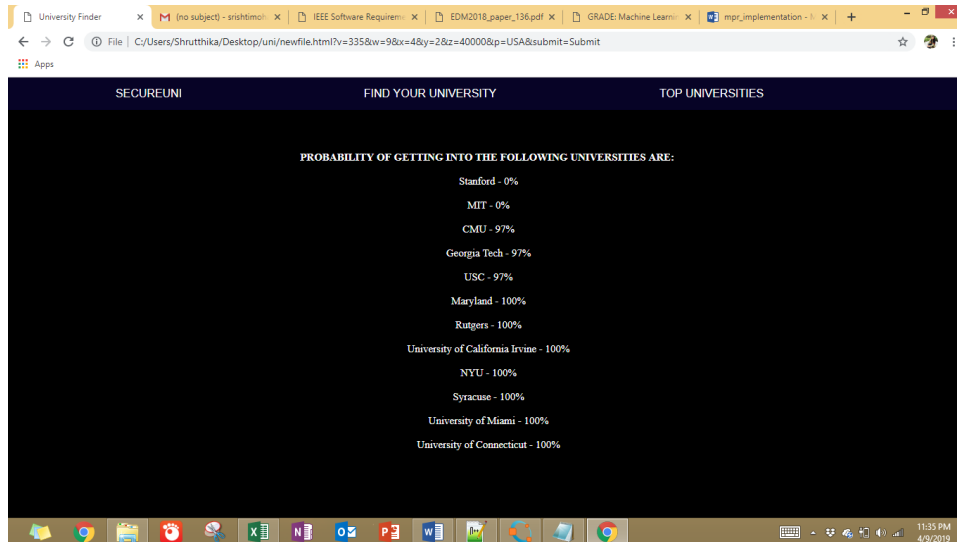 University Finder
(no subject) - srishtimoh
IEEE Software Requirem
EDM2018_paper_136.pdf
GRADE: Machine Learnin
mpr_implementation -
File | C:/Users/Shrutthika/Desktop/uni/newfile.html?v=335&w=9&x=4&y=2&z=40000&p=USA&submit=Submit
Apps
SECUREUNI FIND YOUR UNIVERSITY TOP UNIVERSITIES
PROBABILITY OF GETTING INTO THE FOLLOWING UNIVERSITIES ARE:
Stanford - 0%
MIT - 0%
CMU - 97%
Georgia Tech - 97%
USC - 97%
Maryland - 100%
Rutgers - 100%
University of California Irvine - 100%
NYU - 100%
Syracuse - 100%
University of Miami - 100%
University of Connecticut - 100%
11:35 PM
4/9/2019